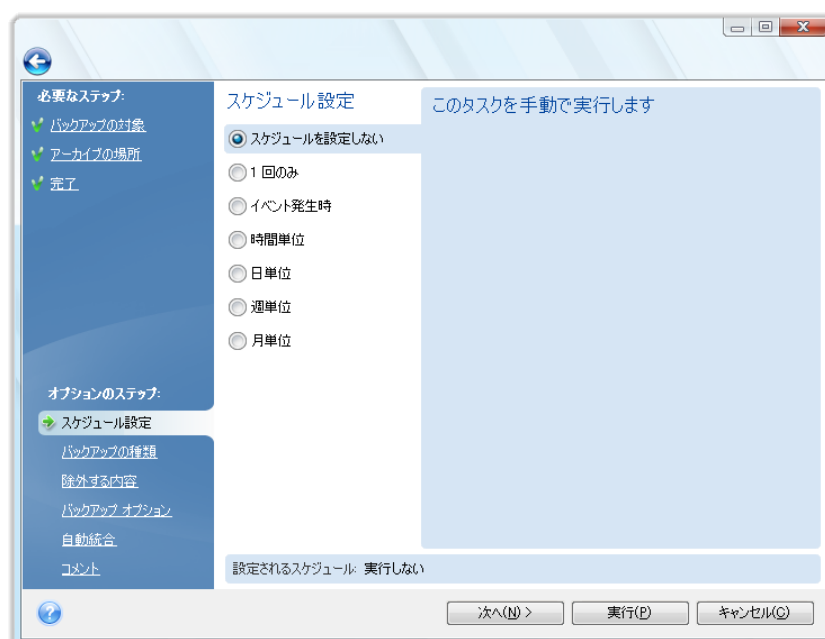 必要なステップ:
バックアップの対象
アーカイブの場所
完了
オプションのステップ:
スケジュール設定
バックアップの種類
除外する内容
バックアップ オプション
自動統合
コメント
スケジュール設定
スケジュールを設定しない
1 回のみ
イベント発生時
時間単位
日単位
週単位
月単位
このタスクを手動で実行します
設定されるスケジュール: 実行しない
次へ(N) >
実行(P)
キャンセル(C)